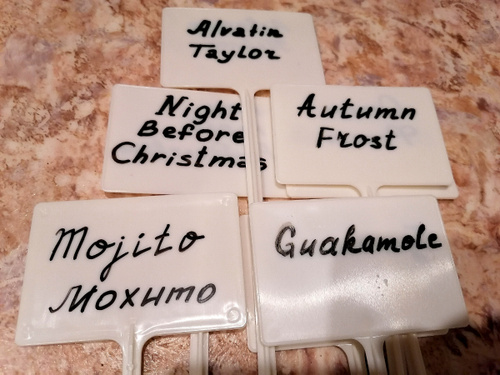 Alvatin
Taylor
Night
Before
Christmas
Autumn
Frost
Mojito
Мохито
Guakamole